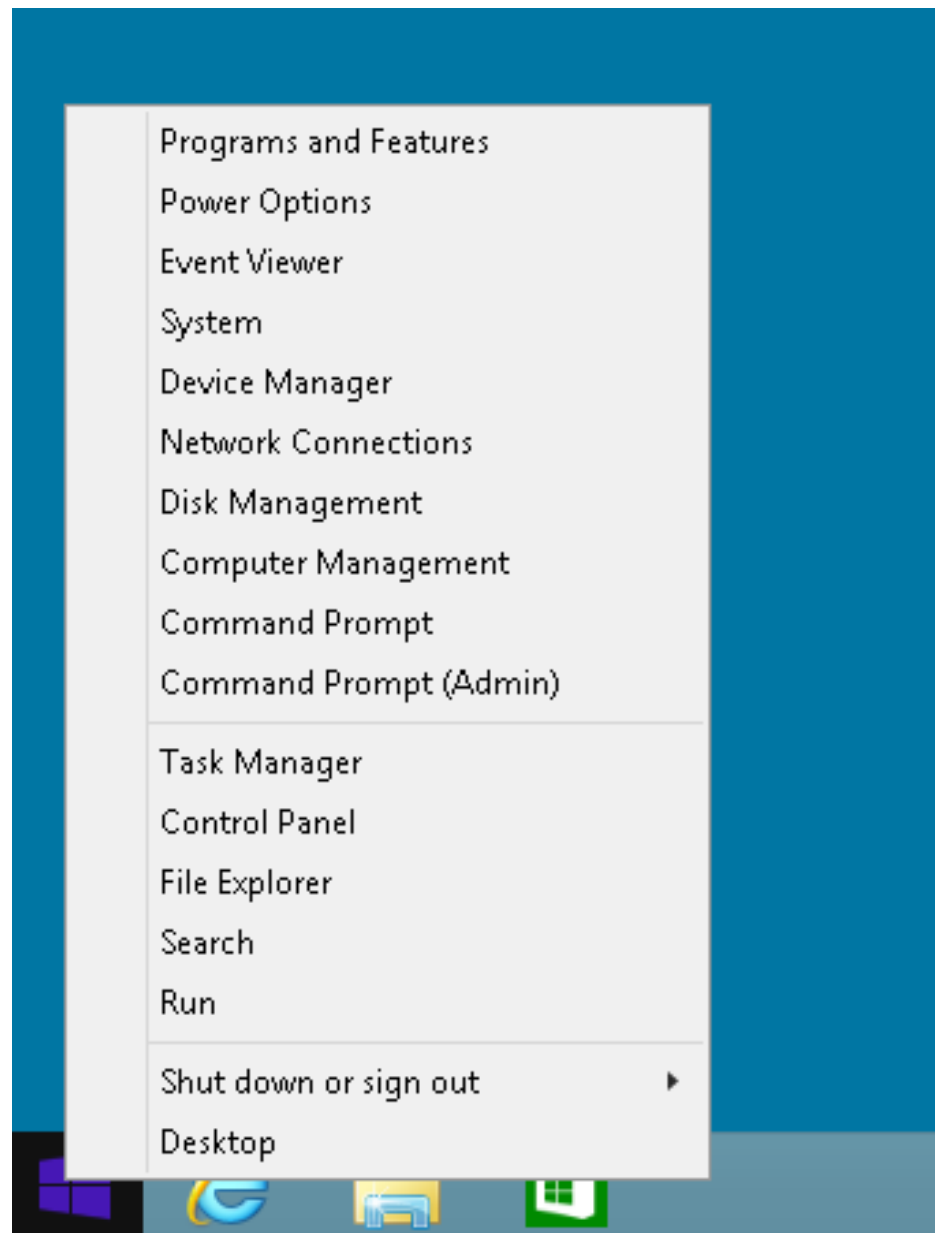 Programs and Features
Power Options
Event Viewer
System
Device Manager
Network Connections
Disk Management
Computer Management
Command Prompt
Command Prompt (Admin)
Task Manager
Control Panel
File Explorer
Search
Run
Shut down or sign out
Desktop